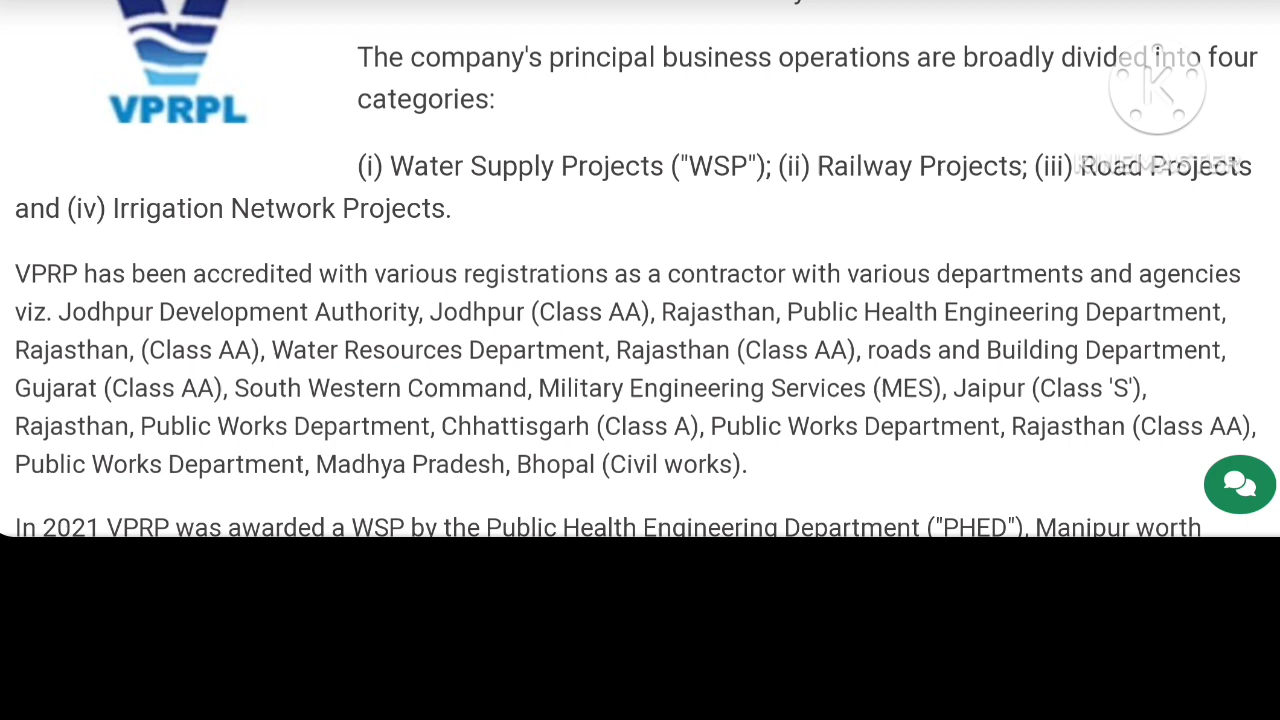 The company's principal business operations are broadly divided into four
VPRPL
categories:
(i) Water Supply Projects ("WSP"); (ii) Railway Projects; (iii) Road Projects
KINEMASTER
and (iv) Irrigation Network Projects.
VPRP has been accredited with various registrations as a contractor with various departments and agencies
viz. Jodhpur Development Authority, Jodhpur (Class AA), Rajasthan, Public Health Engineering Department,
Rajasthan, (Class AA), Water Resources Department, Rajasthan (Class AA), roads and Building Department,
Gujarat (Class AA), South Western Command, Military Engineering Services (MES), Jaipur (Class 'S'),
Rajasthan, Public Works Department, Chhattisgarh (Class A), Public Works Department, Rajasthan (Class AA),
Public Works Department, Madhya Pradesh, Bhopal (Civil works).
In 2021 VPRP was awarded a WSP by the Public Health Engineering Department ("PHED"), Manipur worth